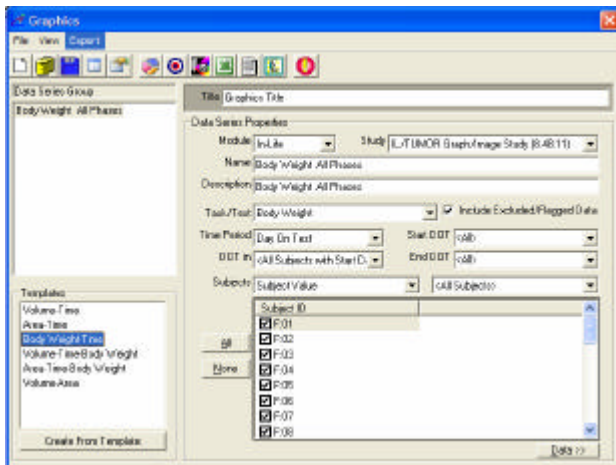 Graphics
File View Export
Data Series Group
Body Weight All Phases
Title Graphics Title
Data Series Properties
Module In-Life Study
Name Body Weight All Phases
Description Body Weight All Phases
Task/Test Body Weight Include Excluded/Flagged Data
Time Period Day On Test Start DOT <All>
DOT in <All Subjects with Start D End DOT <All>
Subjects Subject Value <All Subjects>
Subject ID
F:01
F:02
F:03
F:04
F:05
F:06
F:07
F:08
All
None
Templates
Volume-Time
Area-Time
Body Weight-Time
Volume-Time-Body Weight
Area-Time-Body Weight
Volume-Area
Create From Template
Data >>